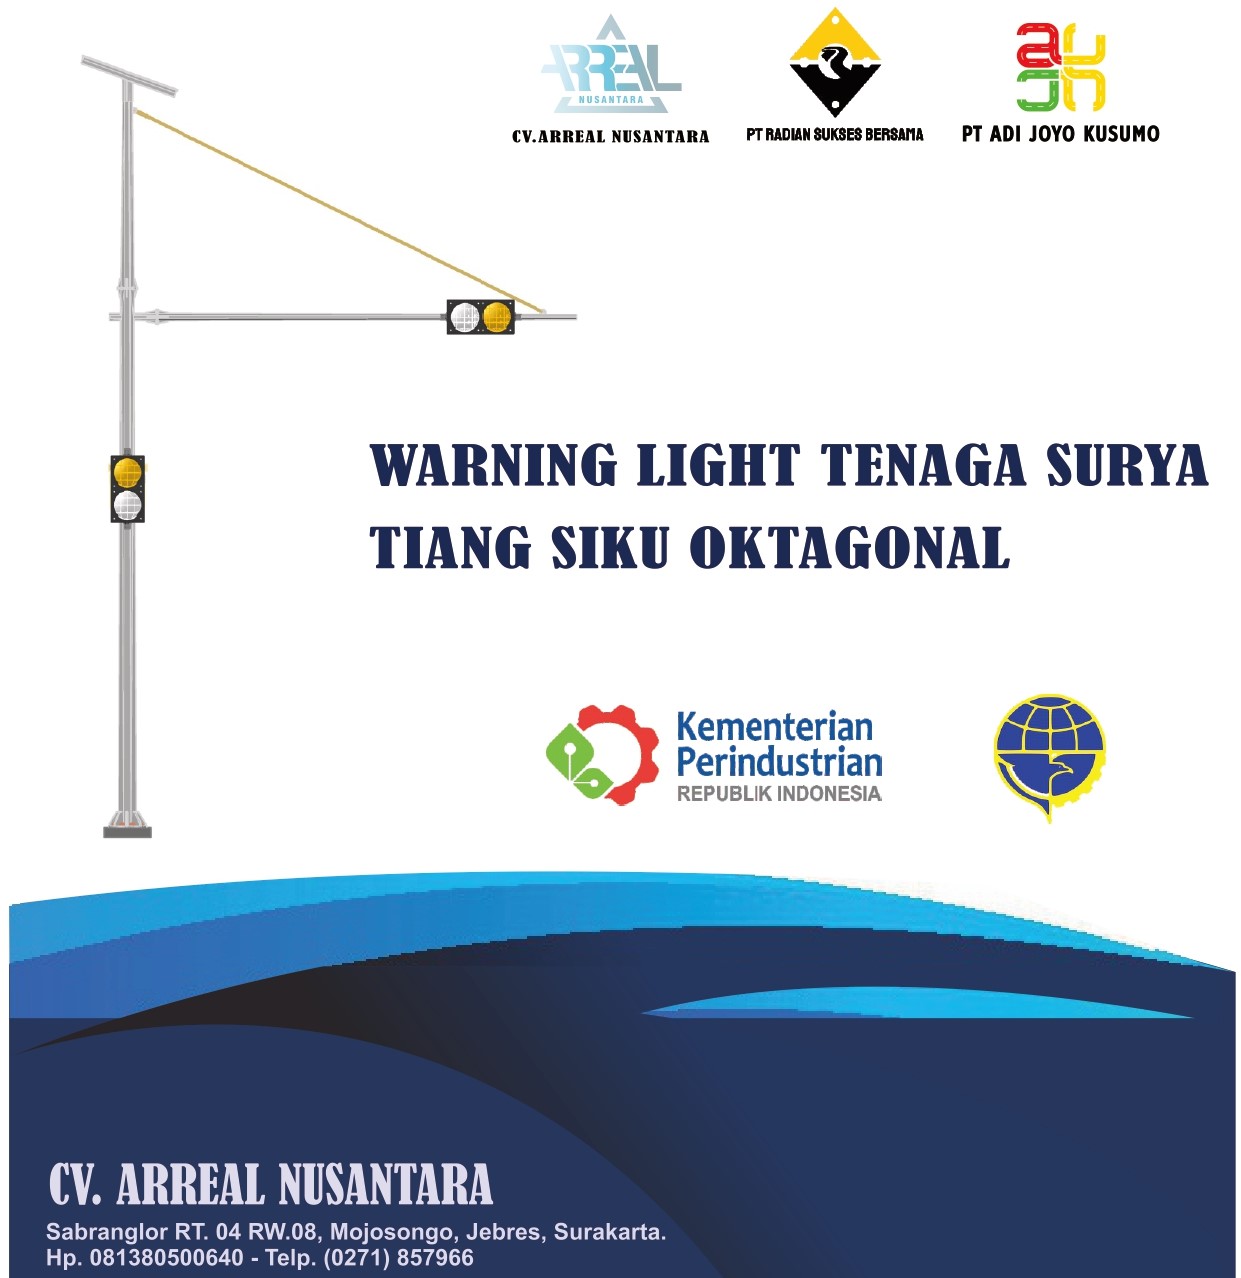 ARREAL
NUSANTARA
CV.ARREAL NUSANTARA
PT RADIAN SUKSES BERSAMA
PT ADI JOYO KUSUMO
WARNING LIGHT TENAGA SURYA
TIANG SIKU OKTAGONAL
Kementerian
Perindustrian
REPUBLIK INDONESIA
CV. ARREAL NUSANTARA
Sabranglor RT. 04 RW.08, Mojosongo, Jebres, Surakarta.
Hp. 081380500640 - Telp. (0271) 857966